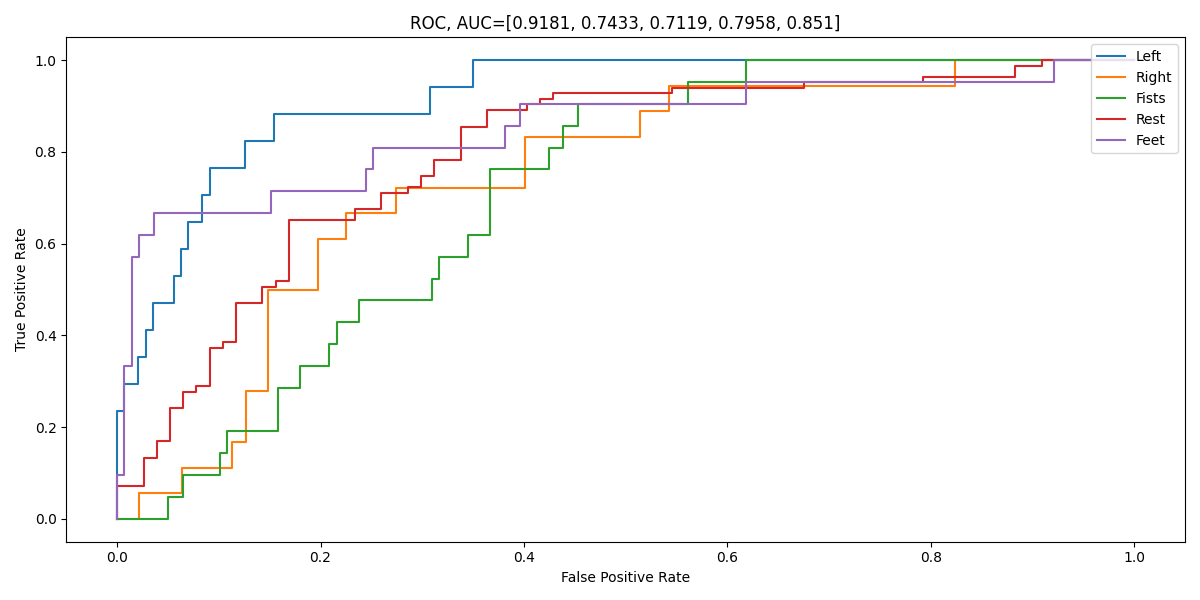 ROC, AUC=[0.9181, 0.7433, 0.7119, 0.7958, 0.851]
Left
Right
Fists
Rest
Feet
True Positive Rate
1.0
0.8
0.6
0.4
0.2
0.0
0.0 0.2 0.4 0.6 0.8 1.0
False Positive Rate